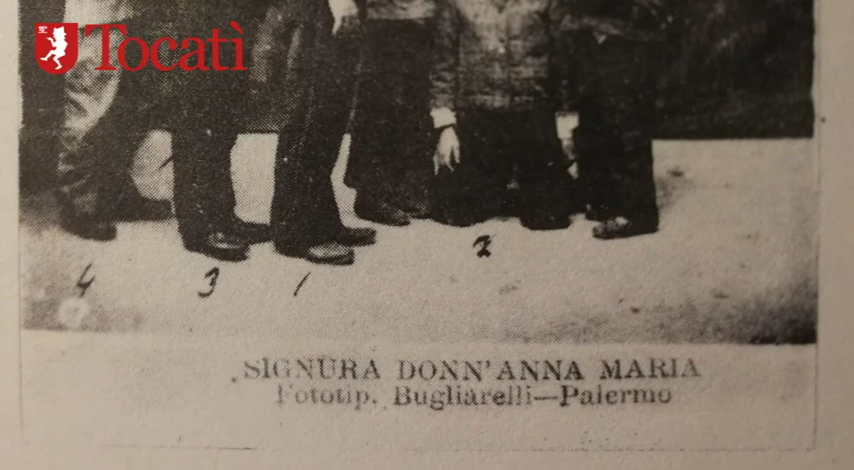 Tocatì
4 3 1 2
SIGNURA DONN'ANNA MARIA
Fototip. Bugliarelli—Palermo